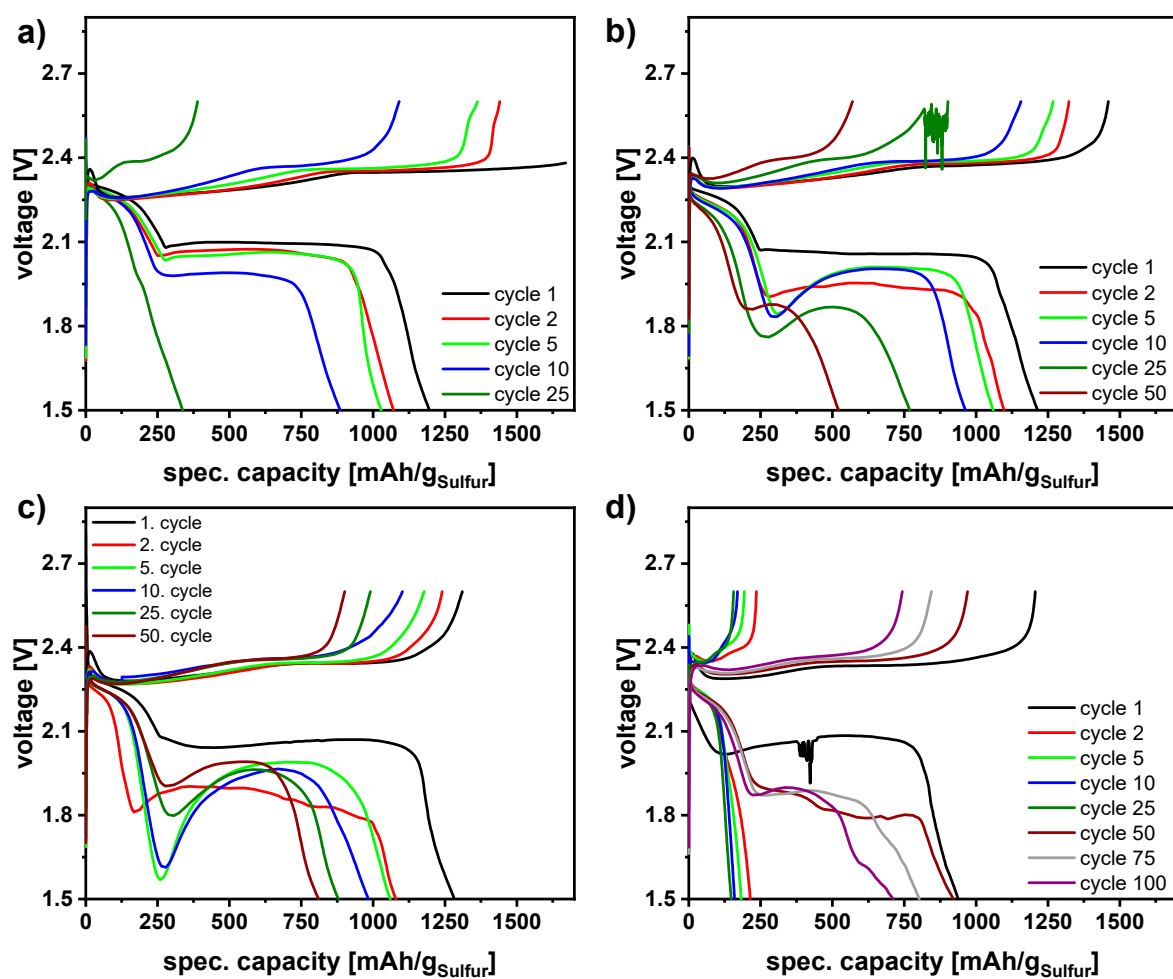 a)
voltage [V]
2.7
2.4
2.1
1.8
1.5
0 250 500 750 1000 1250 1500
spec. capacity [mAh/gSulfur]
cycle 1
cycle 2
cycle 5
cycle 10
cycle 25
b)
voltage [V]
2.7
2.4
2.1
1.8
1.5
0 250 500 750 1000 1250 1500
spec. capacity [mAh/gSulfur]
cycle 1
cycle 2
cycle 5
cycle 10
cycle 25
cycle 50
c)
voltage [V]
2.7
2.4
2.1
1.8
1.5
0 250 500 750 1000 1250 1500
spec. capacity [mAh/gSulfur]
1. cycle
2. cycle
5. cycle
10. cycle
25. cycle
50. cycle
d)
voltage [V]
2.7
2.4
2.1
1.8
1.5
0 250 500 750 1000 1250 1500
spec. capacity [mAh/gSulfur]
cycle 1
cycle 2
cycle 5
cycle 10
cycle 25
cycle 50
cycle 75
cycle 100